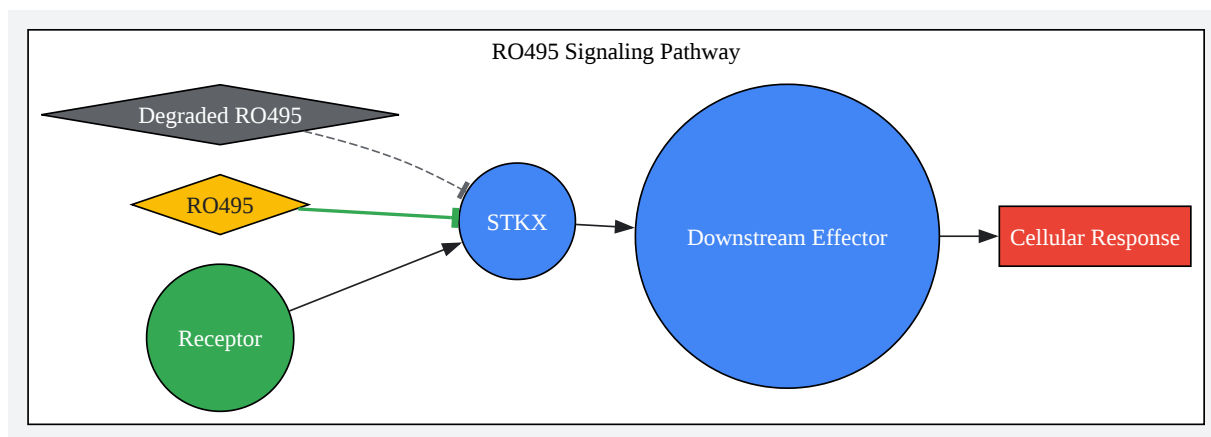 RO495 Signaling Pathway
Degraded RO495
RO495
STKX
Receptor
Downstream Effector
Cellular Response